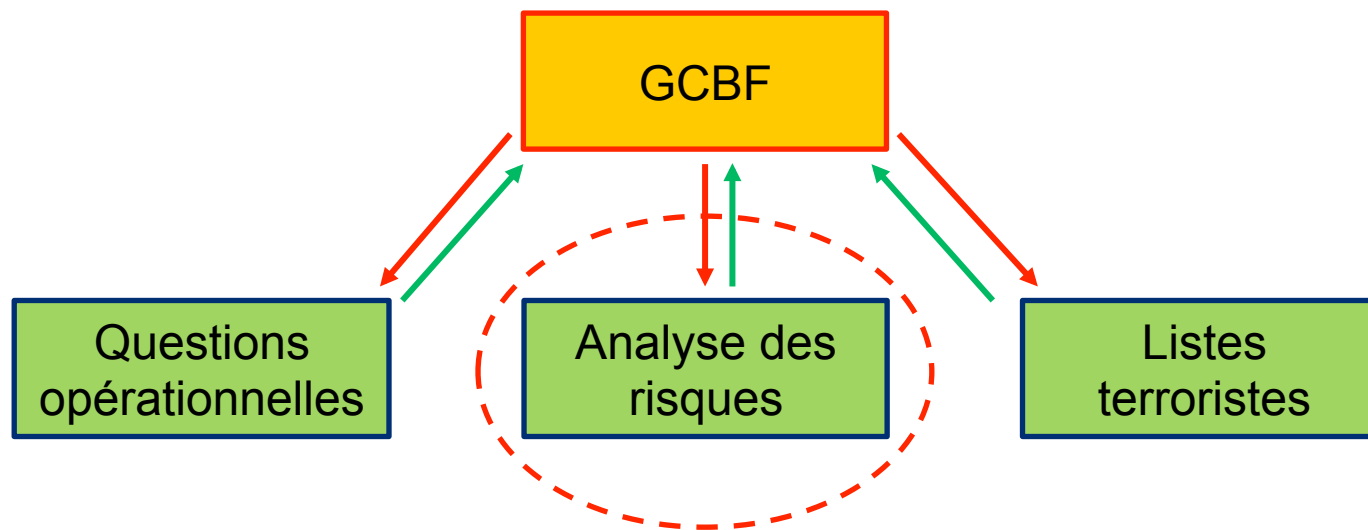 GCBF
Questions
opérationnelles
Analyse des
risques
Listes
terroristes